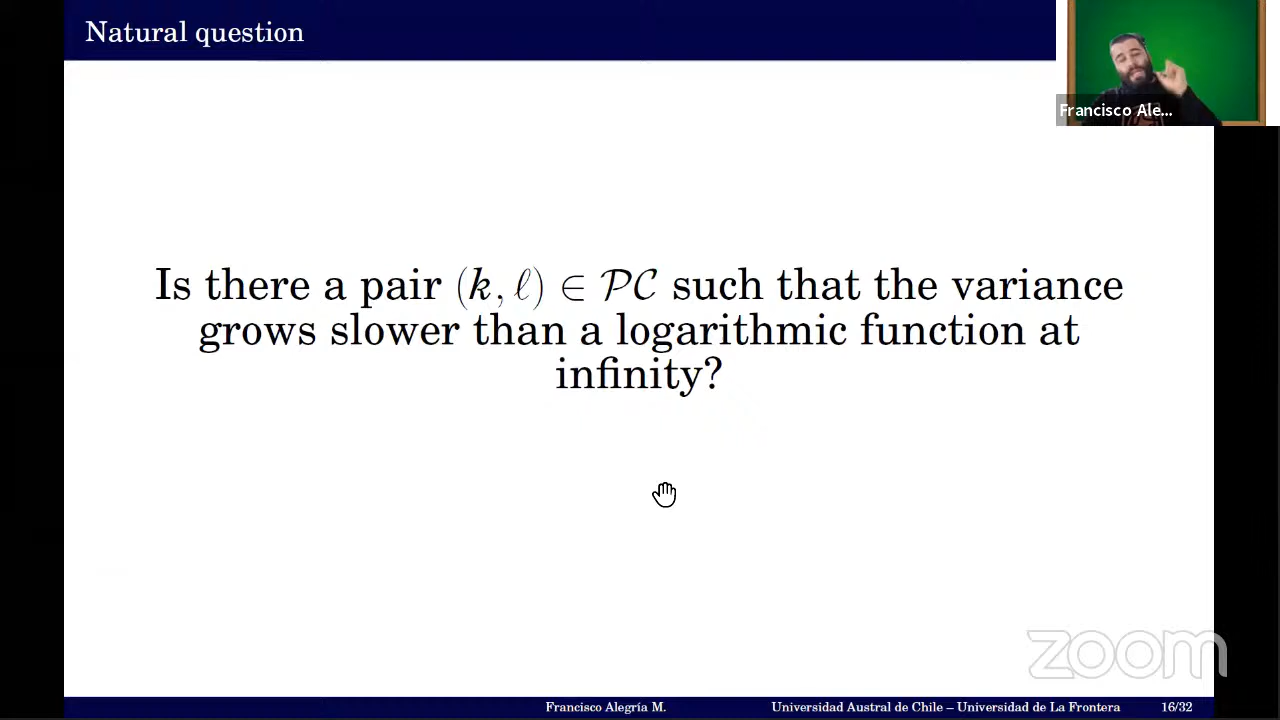 Natural question
Francisco Ale...
Is there a pair (k, ℓ) ∈ 𝒫𝒞 such that the variance
grows slower than a logarithmic function at
infinity?
zoom
Francisco Alegría M.
Universidad Austral de Chile – Universidad de La Frontera
16/32